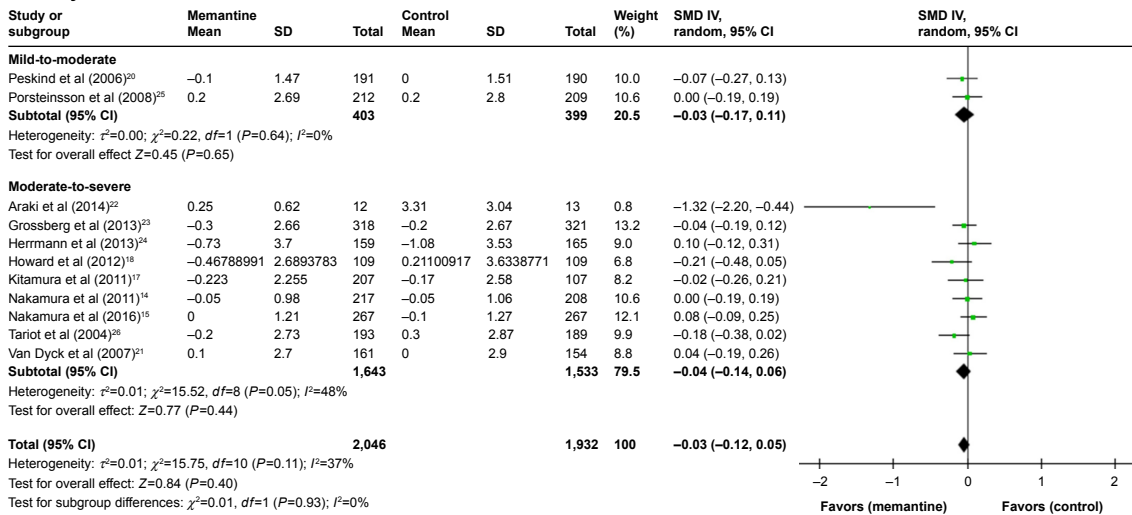 Study or Memantine Control Weight SMD IV, SMD IV,
subgroup Mean SD Total Mean SD Total (%) random, 95% CI random, 95% CI
Mild-to-moderate
Peskind et al (2006)²⁰ –0.1 1.47 191 0 1.51 190 10.0 –0.07 (–0.27, 0.13)
Porsteinsson et al (2008)²⁵ 0.2 2.69 212 0.2 2.8 209 10.6 0.00 (–0.19, 0.19)
Subtotal (95% CI) 403 399 20.5 –0.03 (–0.17, 0.11)
Heterogeneity: τ²=0.00; χ²=0.22, df=1 (P=0.64); I²=0%
Test for overall effect Z=0.45 (P=0.65)
Moderate-to-severe
Araki et al (2014)²² 0.25 0.62 12 3.31 3.04 13 0.8 –1.32 (–2.20, –0.44)
Grossberg et al (2013)²³ –0.3 2.66 318 –0.2 2.67 321 13.2 –0.04 (–0.19, 0.12)
Herrmann et al (2013)²⁴ –0.73 3.7 159 –1.08 3.53 165 9.0 0.10 (–0.12, 0.31)
Howard et al (2012)¹⁸ –0.46788991 2.6893783 109 0.21100917 3.6338771 109 6.8 –0.21 (–0.48, 0.05)
Kitamura et al (2011)¹⁷ –0.223 2.255 207 –0.17 2.58 107 8.2 –0.02 (–0.26, 0.21)
Nakamura et al (2011)¹⁴ –0.05 0.98 217 –0.05 1.06 208 10.6 0.00 (–0.19, 0.19)
Nakamura et al (2016)¹⁵ 0 1.21 267 –0.1 1.27 267 12.1 0.08 (–0.09, 0.25)
Tariot et al (2004)²⁶ –0.2 2.73 193 0.3 2.87 189 9.9 –0.18 (–0.38, 0.02)
Van Dyck et al (2007)²¹ 0.1 2.7 161 0 2.9 154 8.8 0.04 (–0.19, 0.26)
Subtotal (95% CI) 1,643 1,533 79.5 –0.04 (–0.14, 0.06)
Heterogeneity: τ²=0.01; χ²=15.52, df=8 (P=0.05); I²=48%
Test for overall effect: Z=0.77 (P=0.44)
Total (95% CI) 2,046 1,932 100 –0.03 (–0.12, 0.05)
Heterogeneity: τ²=0.01; χ²=15.75, df=10 (P=0.11); I²=37%
Test for overall effect: Z=0.84 (P=0.40)
Test for subgroup differences: χ²=0.01, df=1 (P=0.93); I²=0%
–2 –1 0 1 2
Favors (memantine) Favors (control)